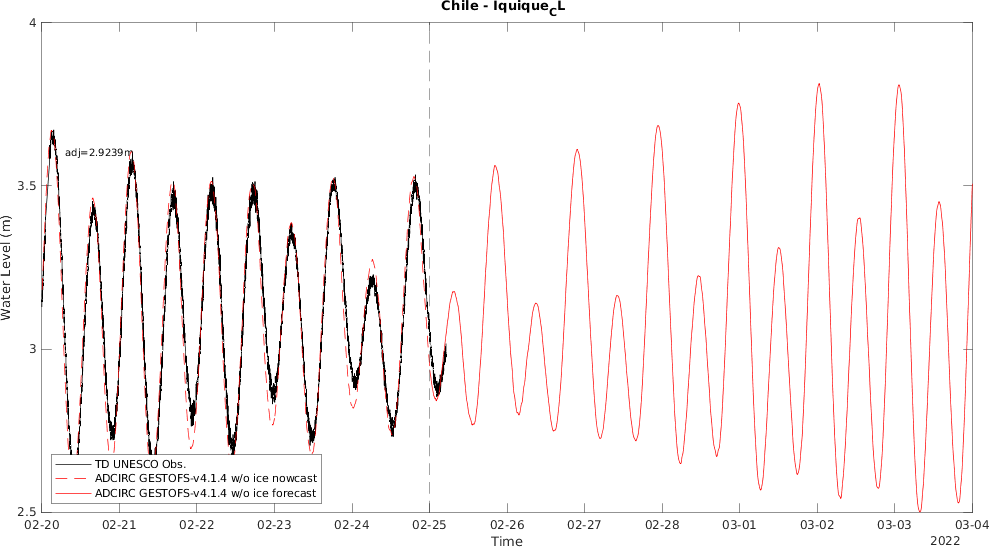 Chile - Iquique_CL
4
3.5
3
2.5
Water Level (m)
adj=2.9239m
TD UNESCO Obs.
ADCIRC GESTOFS-v4.1.4 w/o ice nowcast
ADCIRC GESTOFS-v4.1.4 w/o ice forecast
02-20 02-21 02-22 02-23 02-24 02-25 02-26 02-27 02-28 03-01 03-02 03-03 03-04
Time
2022